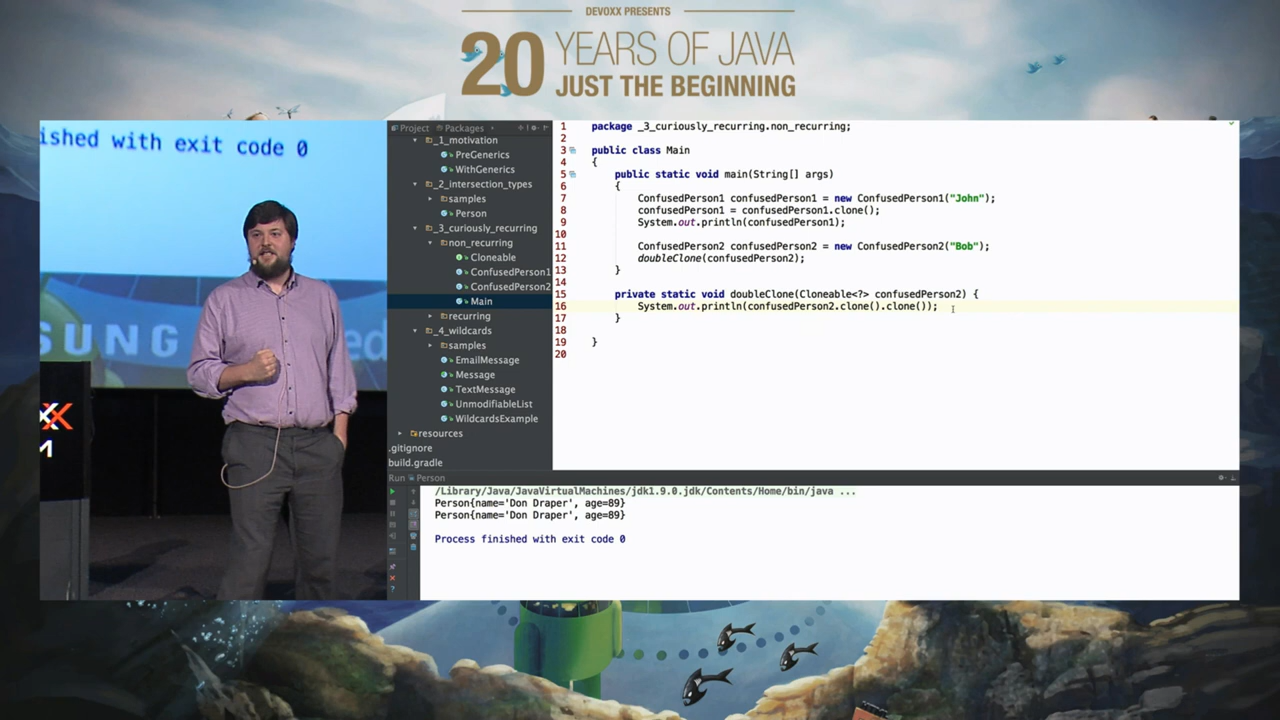 DEVOXX PRESENTS
20 YEARS OF JAVA
JUST THE BEGINNING
ished with exit code 0
SUNG
ed
Project Packages
_1_motivation
PreGenerics
WithGenerics
_2_intersection_types
samples
Person
_3_curiously_recurring
non_recurring
Cloneable
ConfusedPerson1
ConfusedPerson2
Main
recurring
_4_wildcards
samples
EmailMessage
Message
TextMessage
UnmodifiableList
WildcardsExample
resources
.gitignore
build.gradle
1 package _3_curiously_recurring.non_recurring;
2
3 public class Main
4 {
5 public static void main(String[] args)
6 {
7 ConfusedPerson1 confusedPerson1 = new ConfusedPerson1("John");
8 confusedPerson1 = confusedPerson1.clone();
9 System.out.println(confusedPerson1);
10
11 ConfusedPerson2 confusedPerson2 = new ConfusedPerson2("Bob");
12 doubleClone(confusedPerson2);
13 }
14
15 private static void doubleClone(Cloneable<?> confusedPerson2) {
16 System.out.println(confusedPerson2.clone().clone());
17 }
18
19 }
20
Run Person
/Library/Java/JavaVirtualMachines/jdk1.9.0.jdk/Contents/Home/bin/java ...
Person{name='Don Draper', age=89}
Person{name='Don Draper', age=89}
Process finished with exit code 0